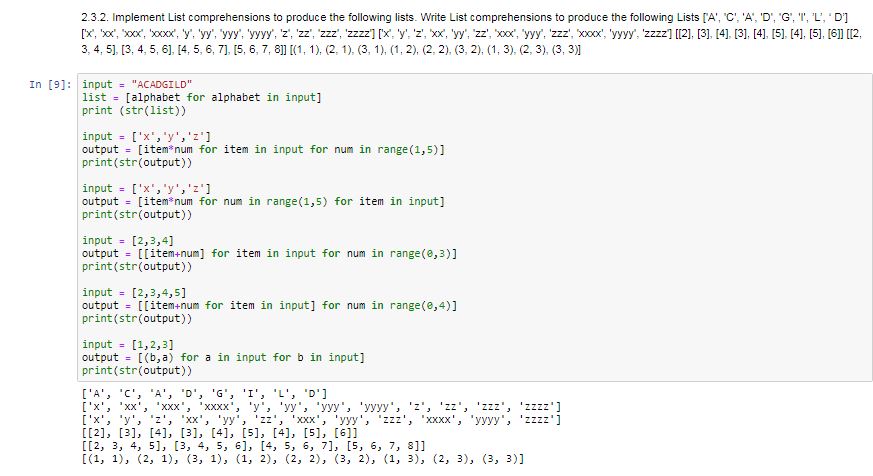 2.3.2. Implement List comprehensions to produce the following lists. Write List comprehensions to produce the following Lists ['A', 'C', 'A', 'D', 'G', 'I', 'L', ' D']
['x', 'xx', 'xxx', 'xxxx', 'y', 'yy', 'yyy', 'yyyy', 'z', 'zz', 'zzz', 'zzzz'] ['x', 'y', 'z', 'xx', 'yy', 'zz', 'xxx', 'yyy', 'zzz', 'xxxx', 'yyyy', 'zzzz'] [[2], [3], [4], [3], [4], [5], [4], [5], [6]] [[2,
3, 4, 5], [3, 4, 5, 6], [4, 5, 6, 7], [5, 6, 7, 8]] [(1, 1), (2, 1), (3, 1), (1, 2), (2, 2), (3, 2), (1, 3), (2, 3), (3, 3)]
In [9]: input = "ACADGILD"
list = [alphabet for alphabet in input]
print (str(list))
input = ['x','y','z']
output = [item*num for item in input for num in range(1,5)]
print(str(output))
input = ['x','y','z']
output = [item*num for num in range(1,5) for item in input]
print(str(output))
input = [2,3,4]
output = [[item+num] for item in input for num in range(0,3)]
print(str(output))
input = [2,3,4,5]
output = [[item+num for item in input] for num in range(0,4)]
print(str(output))
input = [1,2,3]
output = [(b,a) for a in input for b in input]
print(str(output))
['A', 'C', 'A', 'D', 'G', 'I', 'L', 'D']
['x', 'xx', 'xxx', 'xxxx', 'y', 'yy', 'yyy', 'yyyy', 'z', 'zz', 'zzz', 'zzzz']
['x', 'y', 'z', 'xx', 'yy', 'zz', 'xxx', 'yyy', 'zzz', 'xxxx', 'yyyy', 'zzzz']
[[2], [3], [4], [3], [4], [5], [4], [5], [6]]
[[2, 3, 4, 5], [3, 4, 5, 6], [4, 5, 6, 7], [5, 6, 7, 8]]
[(1, 1), (2, 1), (3, 1), (1, 2), (2, 2), (3, 2), (1, 3), (2, 3), (3, 3)]